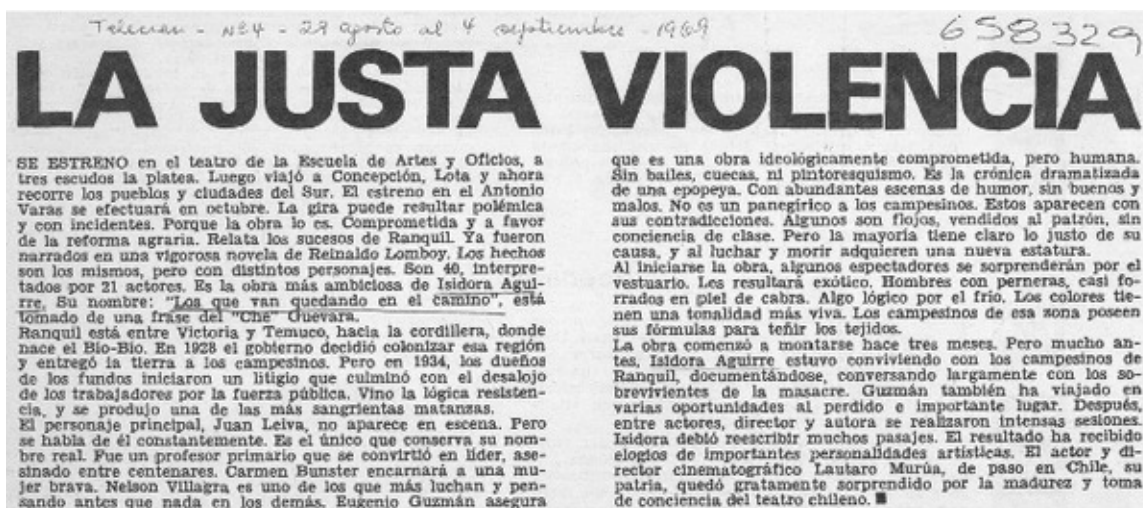 Telecran - Nº4 - 29 agosto al 4 septiembre - 1969
658329
LA JUSTA VIOLENCIA
SE ESTRENO en el teatro de la Escuela de Artes y Oficios, a
tres escudos la platea. Luego viajó a Concepción, Lota y ahora
recorre los pueblos y ciudades del Sur. El estreno en el Antonio
Varas se efectuará en octubre. La gira puede resultar polémica
y con incidentes. Porque la obra lo es. Comprometida y a favor
de la reforma agraria. Relata los sucesos de Ranquil. Ya fueron
narrados en una vigorosa novela de Reinaldo Lomboy. Los hechos
son los mismos, pero con distintos personajes. Son 40, interpre-
tados por 21 actores. Es la obra más ambiciosa de Isidora Agui-
rre. Su nombre: "Los que van quedando en el camino", está
tomado de una frase del "Che" Guevara.
Ranquil está entre Victoria y Temuco, hacia la cordillera, donde
nace el Bío-Bío. En 1928 el gobierno decidió colonizar esa región
y entregó la tierra a los campesinos. Pero en 1934, los dueños
de los fundos iniciaron un litigio que culminó con el desalojo
de los trabajadores por la fuerza pública. Vino la lógica resisten-
cia, y se produjo una de las más sangrientas matanzas.
El personaje principal, Juan Leiva, no aparece en escena. Pero
se habla de él constantemente. Es el único que conserva su nom-
bre real. Fue un profesor primario que se convirtió en líder, ase-
sinado entre centenares. Carmen Bunster encarnará a una mu-
jer brava. Nelson Villagra es uno de los que más luchan y pen-
sando antes que nada en los demás. Eugenio Guzmán asegura
que es una obra ideológicamente comprometida, pero humana.
Sin bailes, cuecas, ni pintoresquismo. Es la crónica dramatizada
de una epopeya. Con abundantes escenas de humor, sin buenos y
malos. No es un panegírico a los campesinos. Estos aparecen con
sus contradicciones. Algunos son flojos, vendidos al patrón, sin
conciencia de clase. Pero la mayoría tiene claro lo justo de su
causa, y al luchar y morir adquieren una nueva estatura.
Al iniciarse la obra, algunos espectadores se sorprenderán por el
vestuario. Les resultará exótico. Hombres con perneras, casi fo-
rrados en piel de cabra. Algo lógico por el frío. Los colores tie-
nen una tonalidad más viva. Los campesinos de esa zona poseen
sus fórmulas para teñir los tejidos.
La obra comenzó a montarse hace tres meses. Pero mucho an-
tes, Isidora Aguirre estuvo conviviendo con los campesinos de
Ranquil, documentándose, conversando largamente con los so-
brevivientes de la masacre. Guzmán también ha viajado en
varias oportunidades al perdido e importante lugar. Después,
entre actores, director y autora se realizaron intensas sesiones.
Isidora debió reescribir muchos pasajes. El resultado ha recibido
elogios de importantes personalidades artísticas. El actor y di-
rector cinematográfico Lautaro Murúa, de paso en Chile, su
patria, quedó gratamente sorprendido por la madurez y toma
de conciencia del teatro chileno. ■